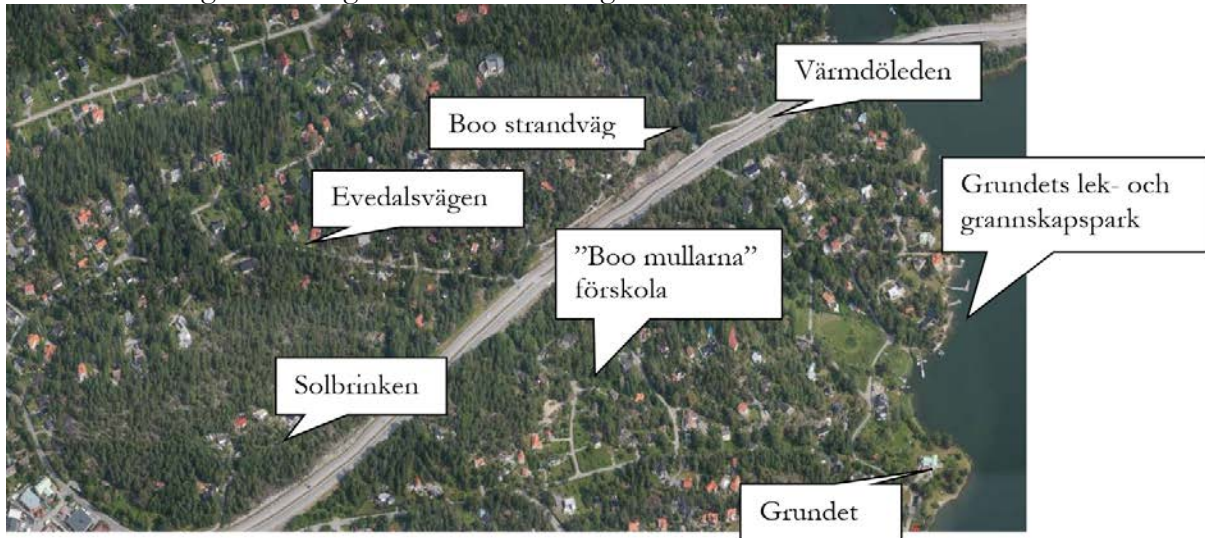 Värmdöleden
Boo strandväg
Grundets lek- och
grannskapspark
Evedalsvägen
”Boo mullarna”
förskola
Solbrinken
Grundet